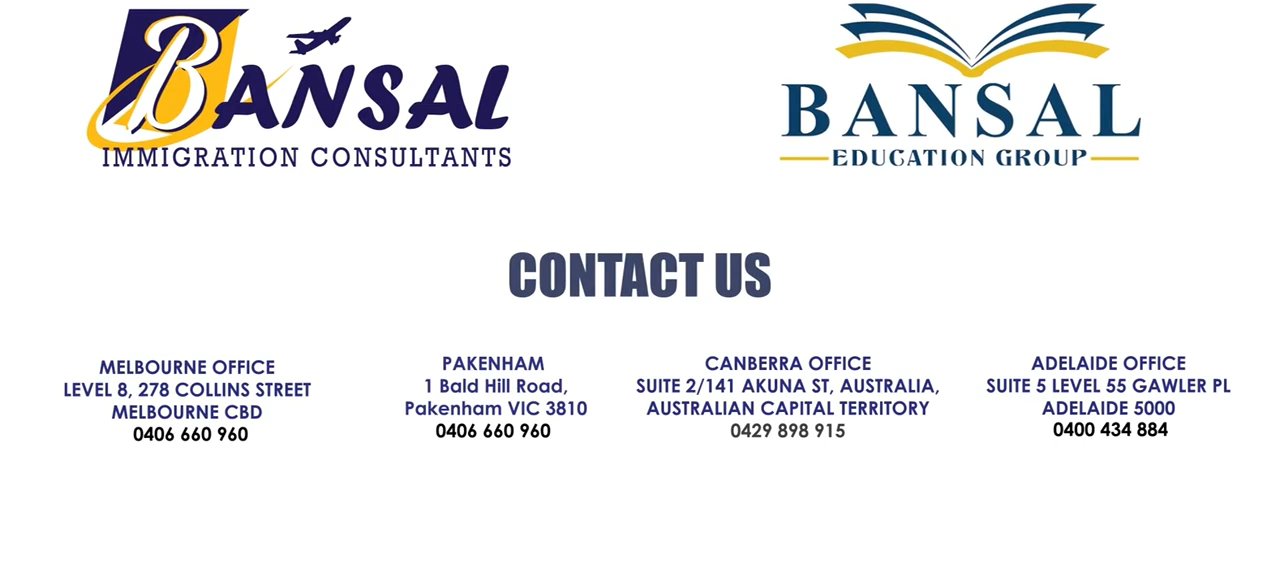 BANSAL
IMMIGRATION CONSULTANTS
BANSAL
EDUCATION GROUP
CONTACT US
MELBOURNE OFFICE
LEVEL 8, 278 COLLINS STREET
MELBOURNE CBD
0406 660 960
PAKENHAM
1 Bald Hill Road,
Pakenham VIC 3810
0406 660 960
CANBERRA OFFICE
SUITE 2/141 AKUNA ST, AUSTRALIA,
AUSTRALIAN CAPITAL TERRITORY
0429 898 915
ADELAIDE OFFICE
SUITE 5 LEVEL 55 GAWLER PL
ADELAIDE 5000
0400 434 884